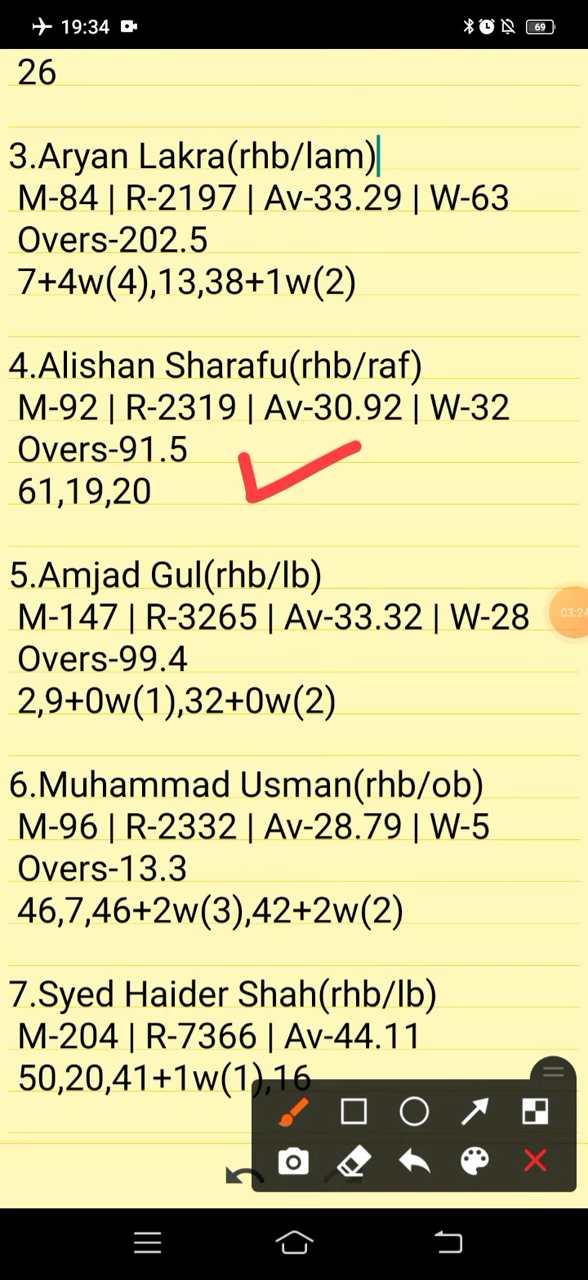 19:34
69
26
3.Aryan Lakra(rhb/lam)
M-84 | R-2197 | Av-33.29 | W-63
Overs-202.5
7+4w(4),13,38+1w(2)
4.Alishan Sharafu(rhb/raf)
M-92 | R-2319 | Av-30.92 | W-32
Overs-91.5
61,19,20
5.Amjad Gul(rhb/lb)
M-147 | R-3265 | Av-33.32 | W-28
03:24
Overs-99.4
2,9+0w(1),32+0w(2)
6.Muhammad Usman(rhb/ob)
M-96 | R-2332 | Av-28.79 | W-5
Overs-13.3
46,7,46+2w(3),42+2w(2)
7.Syed Haider Shah(rhb/lb)
M-204 | R-7366 | Av-44.11
50,20,41+1w(1),16